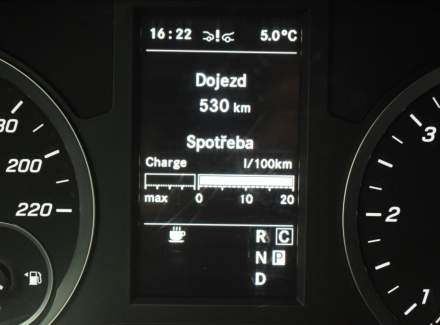 16:22 5.0°C
Dojezd
530 km
Spotřeba
Charge l/100km
max 0 10 20
R C
N P
D
200
220
3
2
1